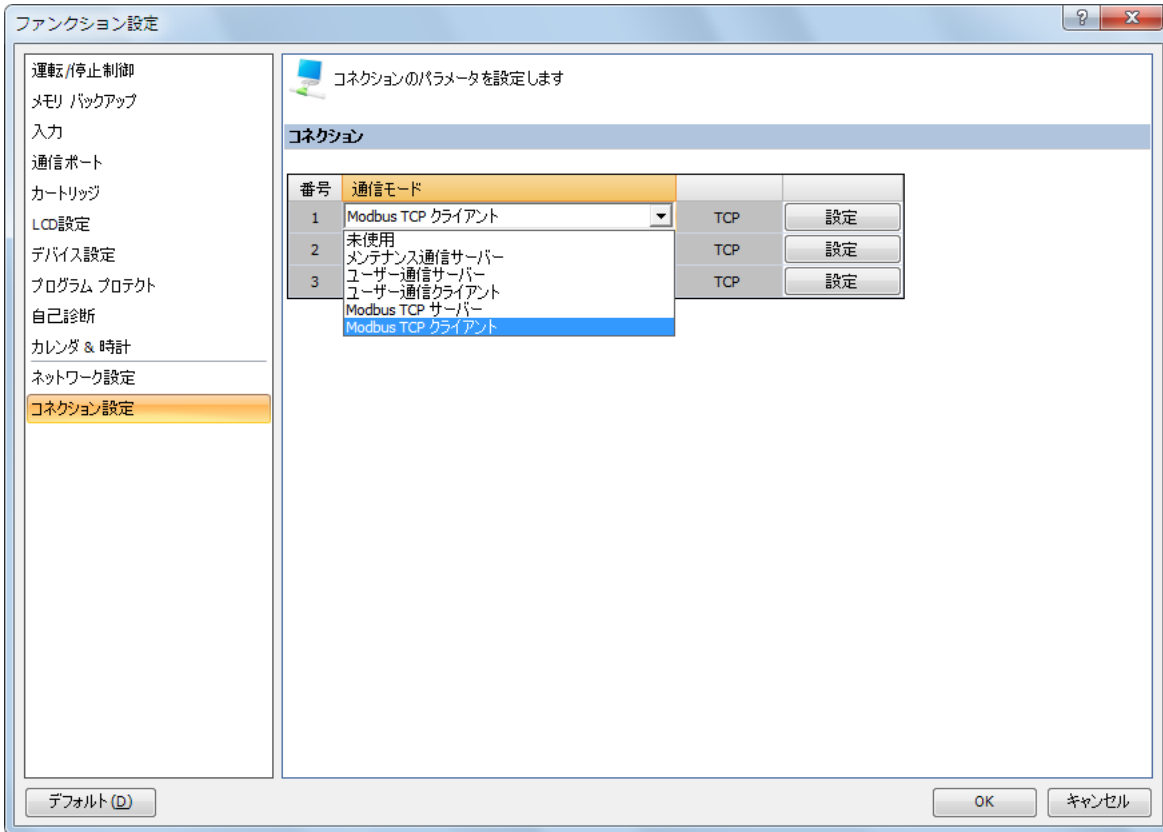 ファンクション設定
?
X
運転/停止制御
メモリ バックアップ
入力
通信ポート
カートリッジ
LCD設定
デバイス設定
プログラム プロテクト
自己診断
カレンダ & 時計
ネットワーク設定
コネクション設定
コネクションのパラメータを設定します
コネクション
番号 通信モード
1 Modbus TCP クライアント TCP 設定
2 TCP 設定
3 TCP 設定
未使用
メンテナンス通信サーバー
ユーザー通信サーバー
ユーザー通信クライアント
Modbus TCP サーバー
Modbus TCP クライアント
デフォルト(D)
OK
キャンセル